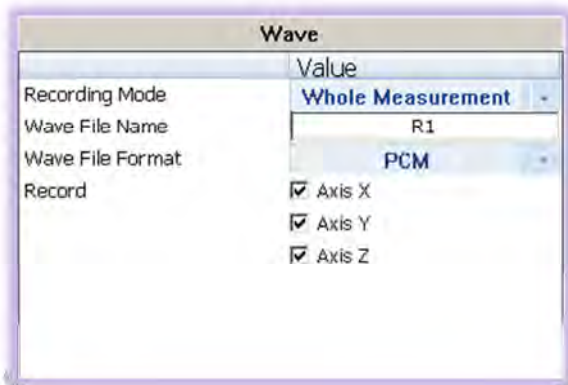 Wave
Value
Recording Mode Whole Measurement
Wave File Name R1
Wave File Format PCM
Record Axis X
Axis Y
Axis Z